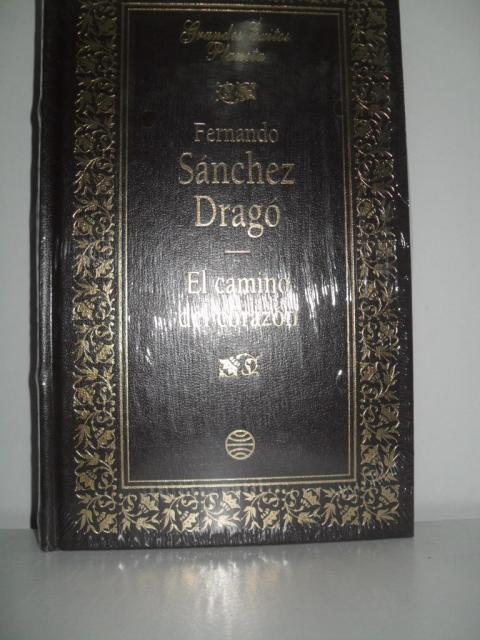 Grandes Éxitos
Planeta
Fernando
Sánchez
Dragó
El camino
del corazón